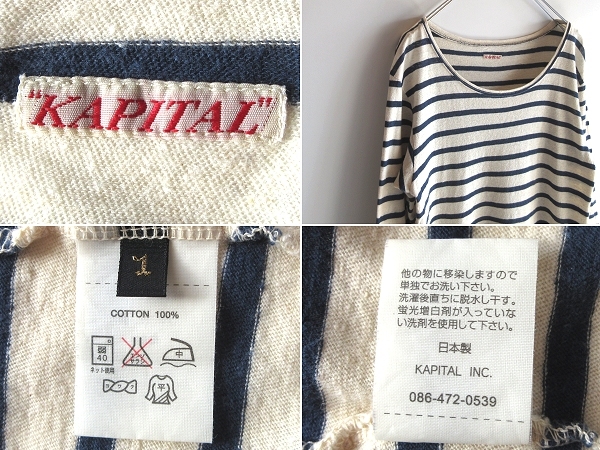 "KAPITAL"
1
COTTON 100%
弱
40
ネット使用
中
平
他の物に移染しますので
単独でお洗い下さい。
洗濯後直ちに脱水し干す。
蛍光増白剤が入っていな
い洗剤を使用して下さい。
日本製
KAPITAL INC.
086-472-0539